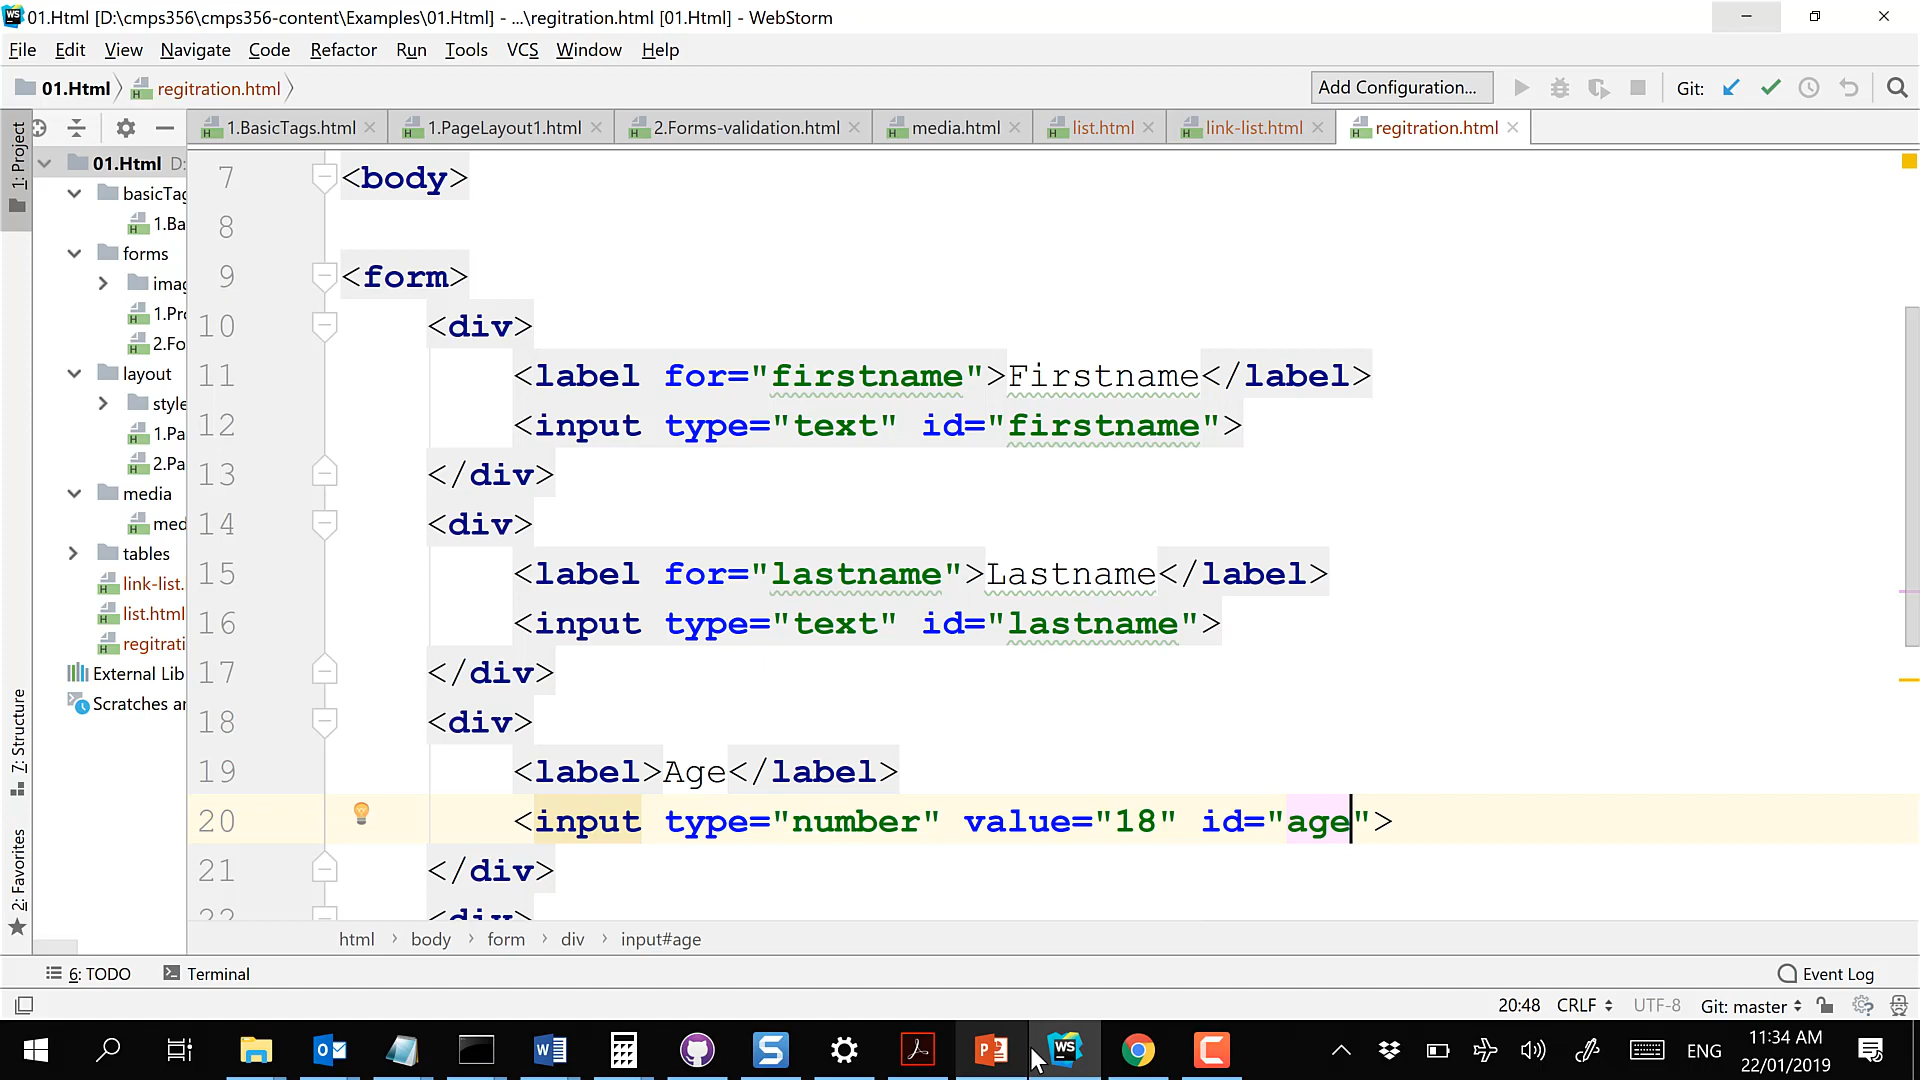 01.Html [D:\cmps356\cmps356-content\Examples\01.Html] - ...\regitration.html [01.Html] - WebStorm
File Edit View Navigate Code Refactor Run Tools VCS Window Help
01.Html regitration.html Add Configuration... Git:
1.BasicTags.html 1.PageLayout1.html 2.Forms-validation.html media.html list.html link-list.html regitration.html
1: Project
7: Structure
2: Favorites
01.Html D:
basicTag
1.Ba
forms
imag
1.Pro
2.Fo
layout
style
1.Pa
2.Pa
media
med
tables
link-list.
list.html
regitrati
External Lib
Scratches ar
7 <body>
8
9 <form>
10 <div>
11 <label for="firstname">Firstname</label>
12 <input type="text" id="firstname">
13 </div>
14 <div>
15 <label for="lastname">Lastname</label>
16 <input type="text" id="lastname">
17 </div>
18 <div>
19 <label>Age</label>
20 <input type="number" value="18" id="age">
21 </div>
22 <div>
html body form div input#age
6: TODO Terminal Event Log
20:48 CRLF UTF-8 Git: master
ENG 11:34 AM
22/01/2019